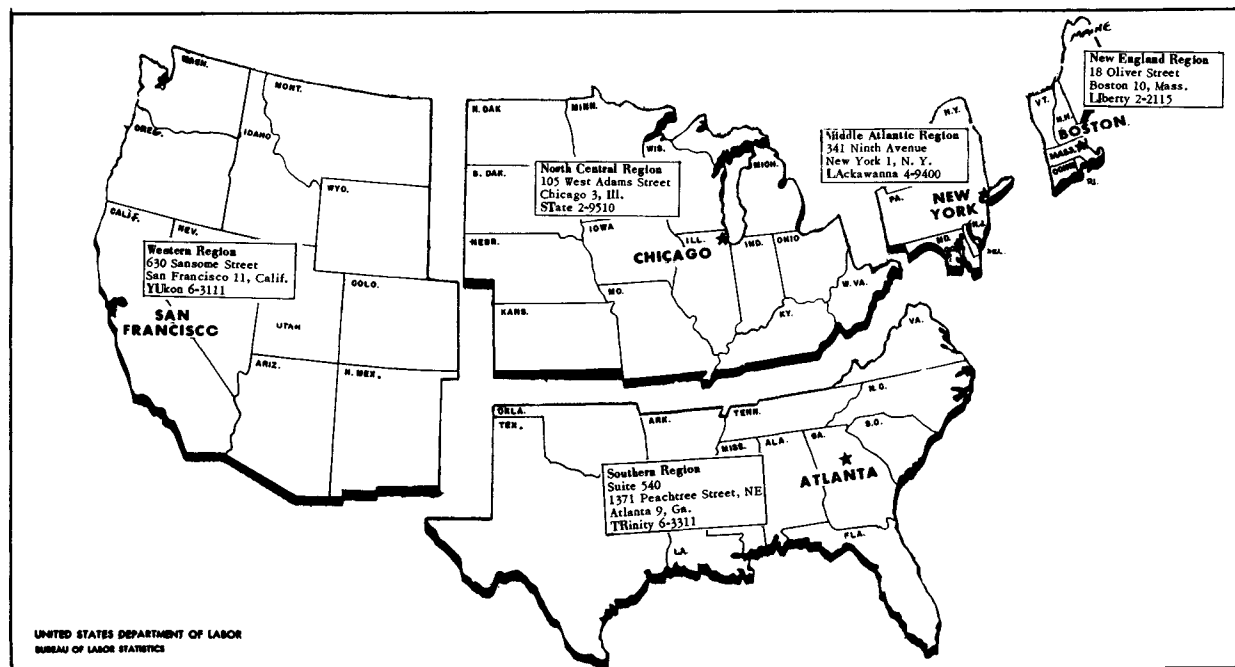 MAINE
New England Region
18 Oliver Street
Boston 10, Mass.
LIberty 2-2115
WASH.
MONT.
N. DAK
MINN.
N.Y.
VT.
N.H.
BOSTON
MASS.
CONN.
R.I.
OREG.
IDAHO
WIS.
MICH.
Middle Atlantic Region
341 Ninth Avenue
New York 1, N. Y.
LAckawanna 4-9400
S. DAK.
WYO.
North Central Region
105 West Adams Street
Chicago 3, Ill.
STate 2-9510
PA.
NEW
YORK
N.J.
MD.
DEL.
CALIF.
NEV.
NEBR.
IOWA
ILL.
IND.
OHIO
CHICAGO
Western Region
630 Sansome Street
San Francisco 11, Calif.
YUkon 6-3111
SAN
FRANCISCO
UTAH
COLO.
KANS.
MO.
KY.
W. VA.
VA.
ARIZ.
N. MEX.
OKLA.
TEX.
ARK.
TENN.
N.C.
S.C.
MISS.
ALA.
GA.
ATLANTA
Southern Region
Suite 540
1371 Peachtree Street, NE
Atlanta 9, Ga.
TRinity 6-3311
LA.
FLA.
UNITED STATES DEPARTMENT OF LABOR
BUREAU OF LABOR STATISTICS